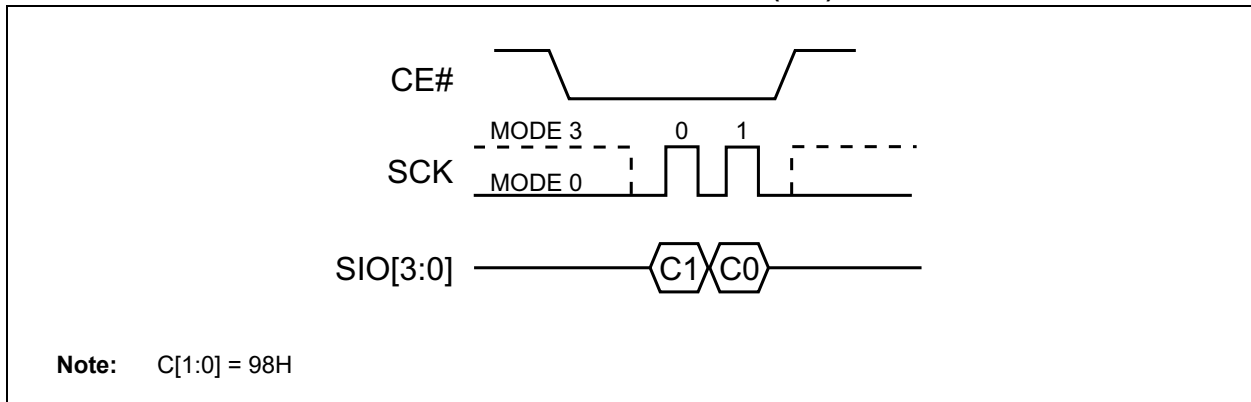 CE#
MODE 3 0 1
SCK
MODE 0
SIO[3:0] C1 C0
Note: C[1:0] = 98H